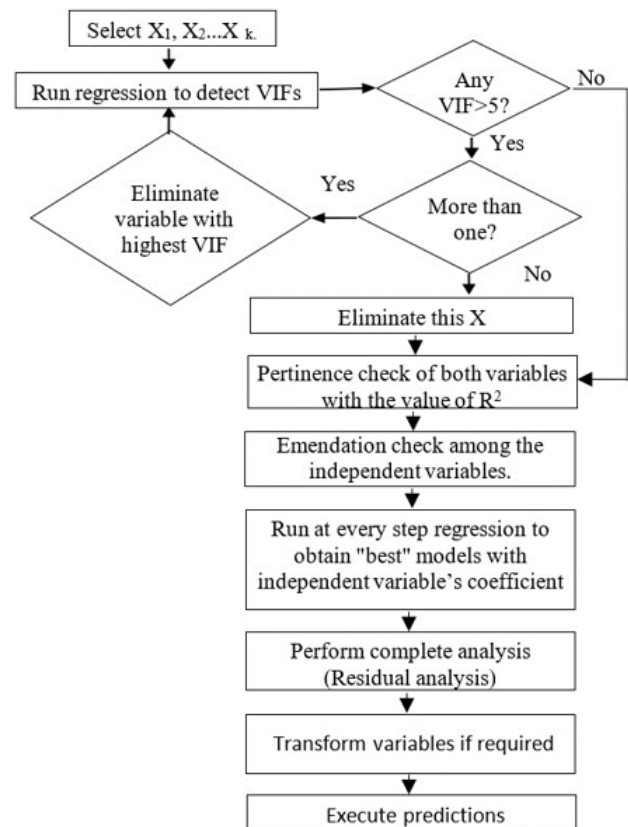 Select X₁, X₂...X k.
Run regression to detect VIFs
Any
VIF>5?
No
Yes
More than
one?
Yes
Eliminate
variable with
highest VIF
No
Eliminate this X
Pertinence check of both variables
with the value of R²
Emendation check among the
independent variables.
Run at every step regression to
obtain "best" models with
independent variable’s coefficient
Perform complete analysis
(Residual analysis)
Transform variables if required
Execute predictions